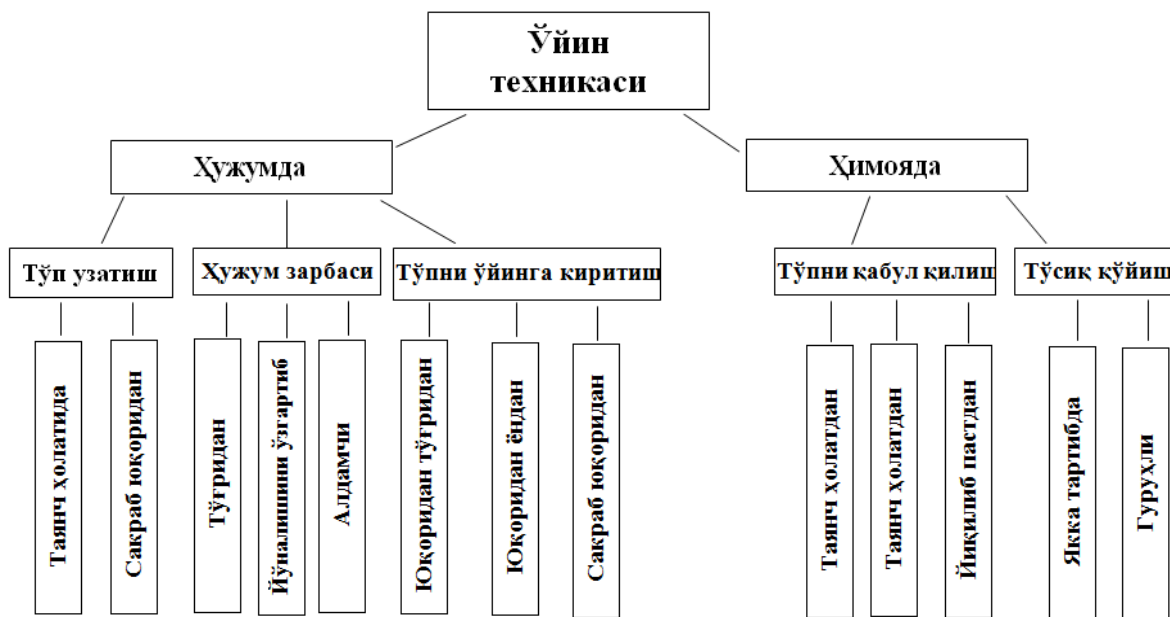 Ўйин
техникаси
Ҳужумда
Ҳимояда
Тўп узатиш
Ҳужум зарбаси
Тўпни ўйинга киритиш
Тўпни қабул қилиш
Тўсиқ қўйиш
Таянч ҳолатида
Сакраб юқоридан
Тўғридан
Йўналишини ўзгартиб
Алдамчи
Юқоридан тўғридан
Юқоридан ёндан
Сакраб юқоридан
Таянч ҳолатдан
Таянч ҳолатдан
Йиқилиб пастдан
Якка тартибда
Гуруҳли